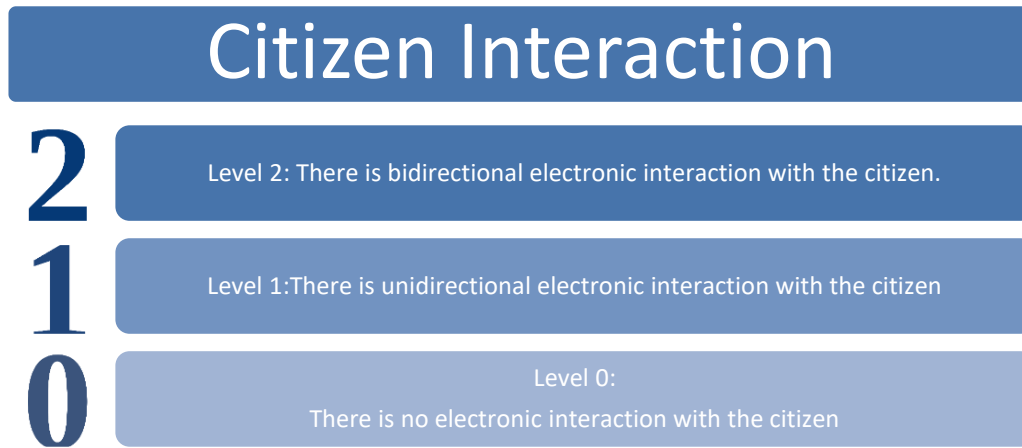 Citizen Interaction
2
Level 2: There is bidirectional electronic interaction with the citizen.
1
Level 1:There is unidirectional electronic interaction with the citizen
0
Level 0:
There is no electronic interaction with the citizen